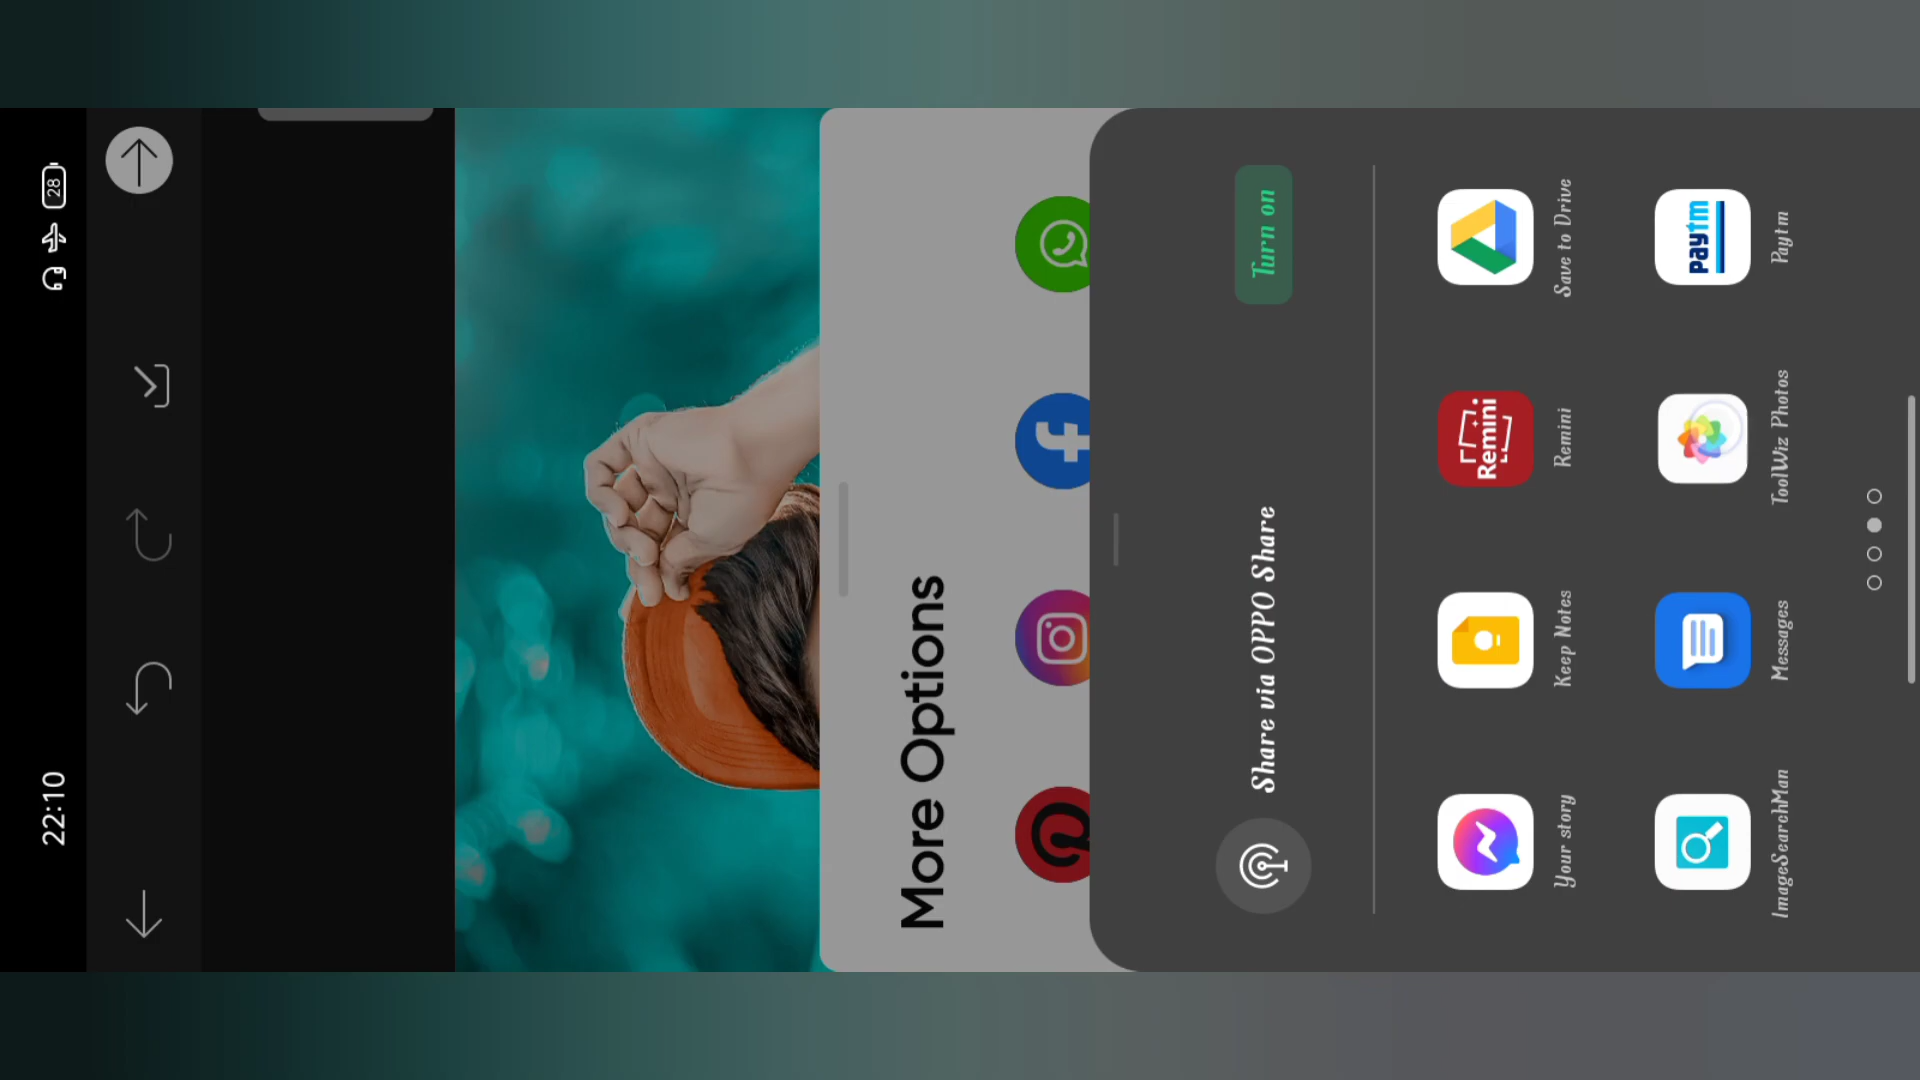 22:10
28
More Options
Share via OPPO Share
Turn on
Your story
Keep Notes
Remini
Remini
Save to Drive
ImageSearchMan
Messages
ToolWiz Photos
paytm
Paytm